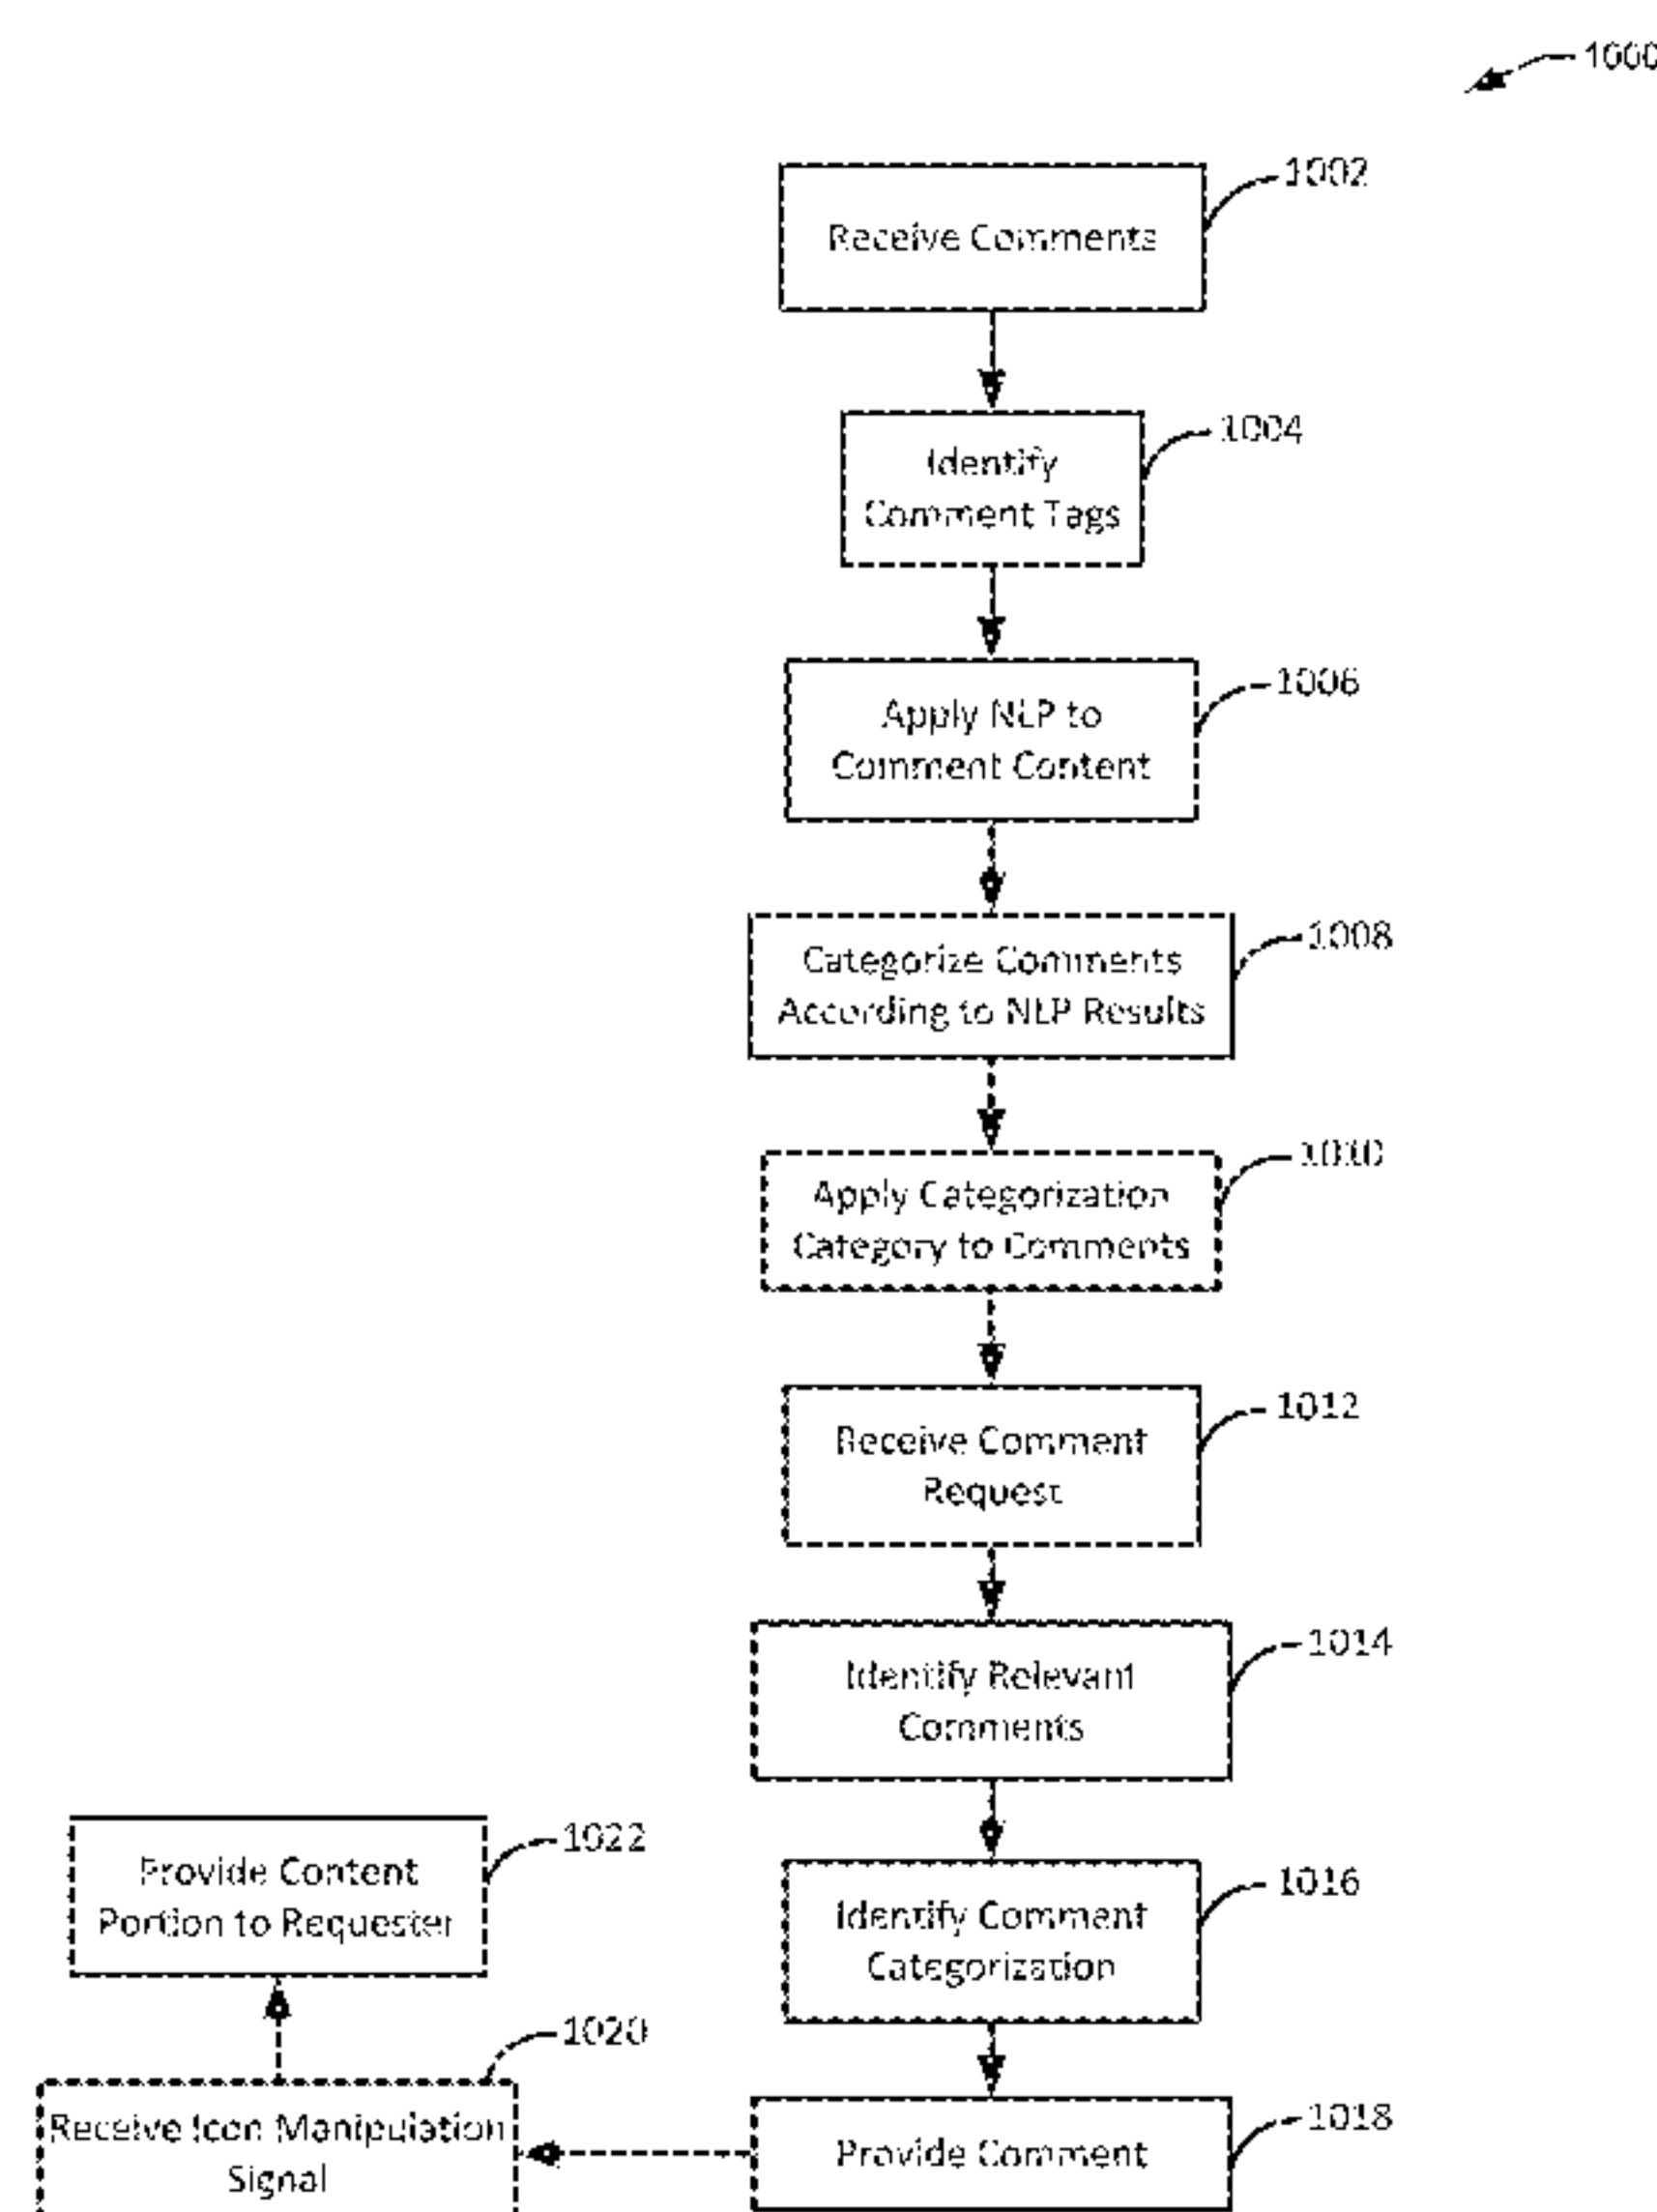 1000
1002
Receive Comments
1004
Identify
Comment Tags
1006
Apply NLP to
Comment Content
1008
Categorize Comments
According to NLP Results
1010
Apply Categorization
Category to Comments
1012
Receive Comment
Request
1014
Identify Relevant
Comments
1016
Identify Comment
Categorization
1018
Provide Comment
1020
Receive Icon Manipulation
Signal
1022
Provide Content
Portion to Requester